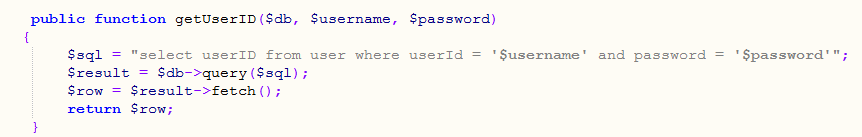 public function getUserID($db, $username, $password)
{
$sql = "select userID from user where userId = '$username' and password = '$password'";
$result = $db->query($sql);
$row = $result->fetch();
return $row;
}